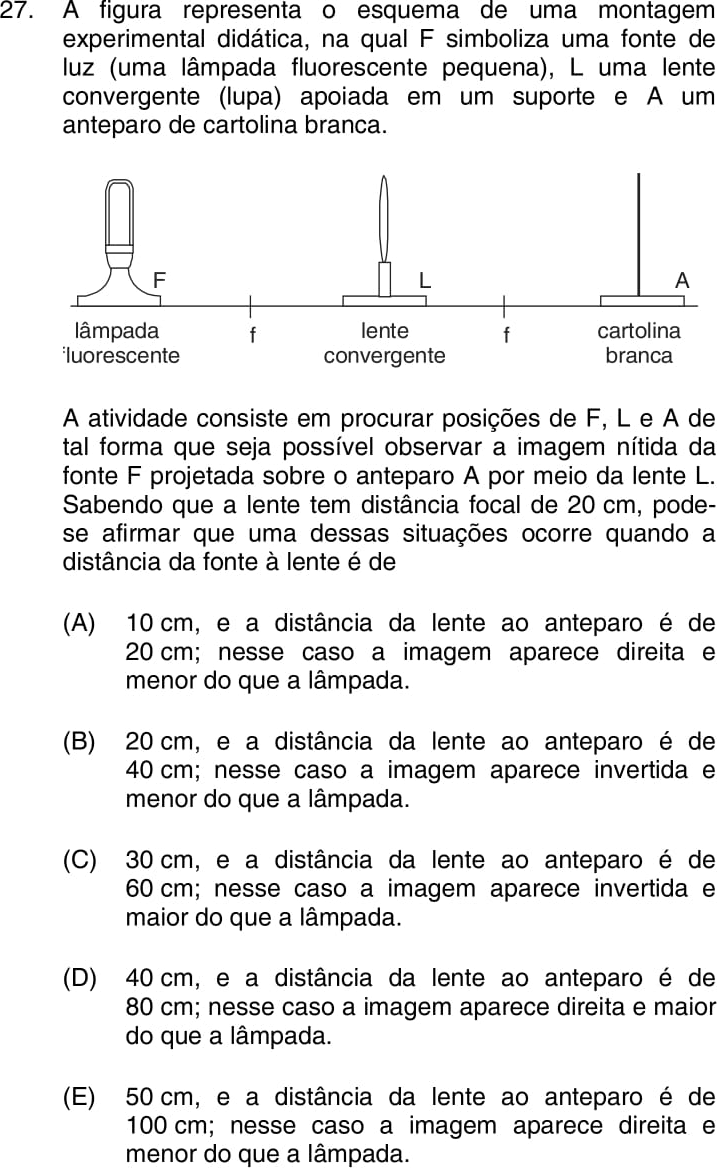 27. A figura representa o esquema de uma montagem
experimental didática, na qual F simboliza uma fonte de
luz (uma lâmpada fluorescente pequena), L uma lente
convergente (lupa) apoiada em um suporte e A um
anteparo de cartolina branca.
F L A
lâmpada f lente f cartolina
fluorescente convergente branca
A atividade consiste em procurar posições de F, L e A de
tal forma que seja possível observar a imagem nítida da
fonte F projetada sobre o anteparo A por meio da lente L.
Sabendo que a lente tem distância focal de 20 cm, pode-
se afirmar que uma dessas situações ocorre quando a
distância da fonte à lente é de
(A) 10 cm, e a distância da lente ao anteparo é de
20 cm; nesse caso a imagem aparece direita e
menor do que a lâmpada.
(B) 20 cm, e a distância da lente ao anteparo é de
40 cm; nesse caso a imagem aparece invertida e
menor do que a lâmpada.
(C) 30 cm, e a distância da lente ao anteparo é de
60 cm; nesse caso a imagem aparece invertida e
maior do que a lâmpada.
(D) 40 cm, e a distância da lente ao anteparo é de
80 cm; nesse caso a imagem aparece direita e maior
do que a lâmpada.
(E) 50 cm, e a distância da lente ao anteparo é de
100 cm; nesse caso a imagem aparece direita e
menor do que a lâmpada.